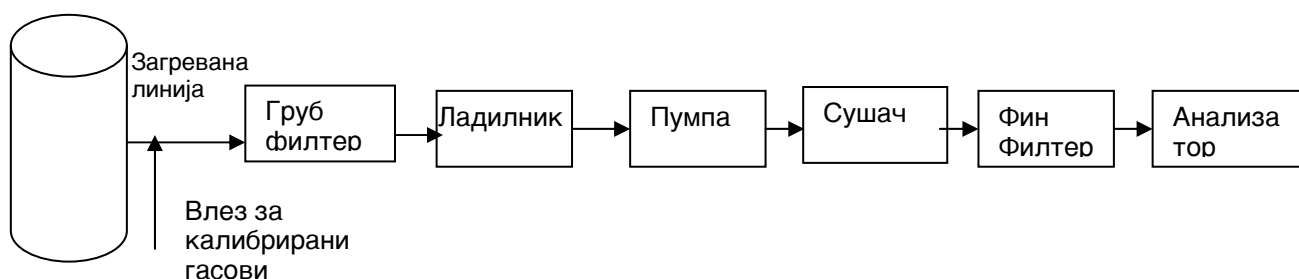 Загревана
линија
Груб
филтер
Ладилник
Пумпа
Сушач
Фин
Филтер
Анализа
тор
Влез за
калибрирани
гасови